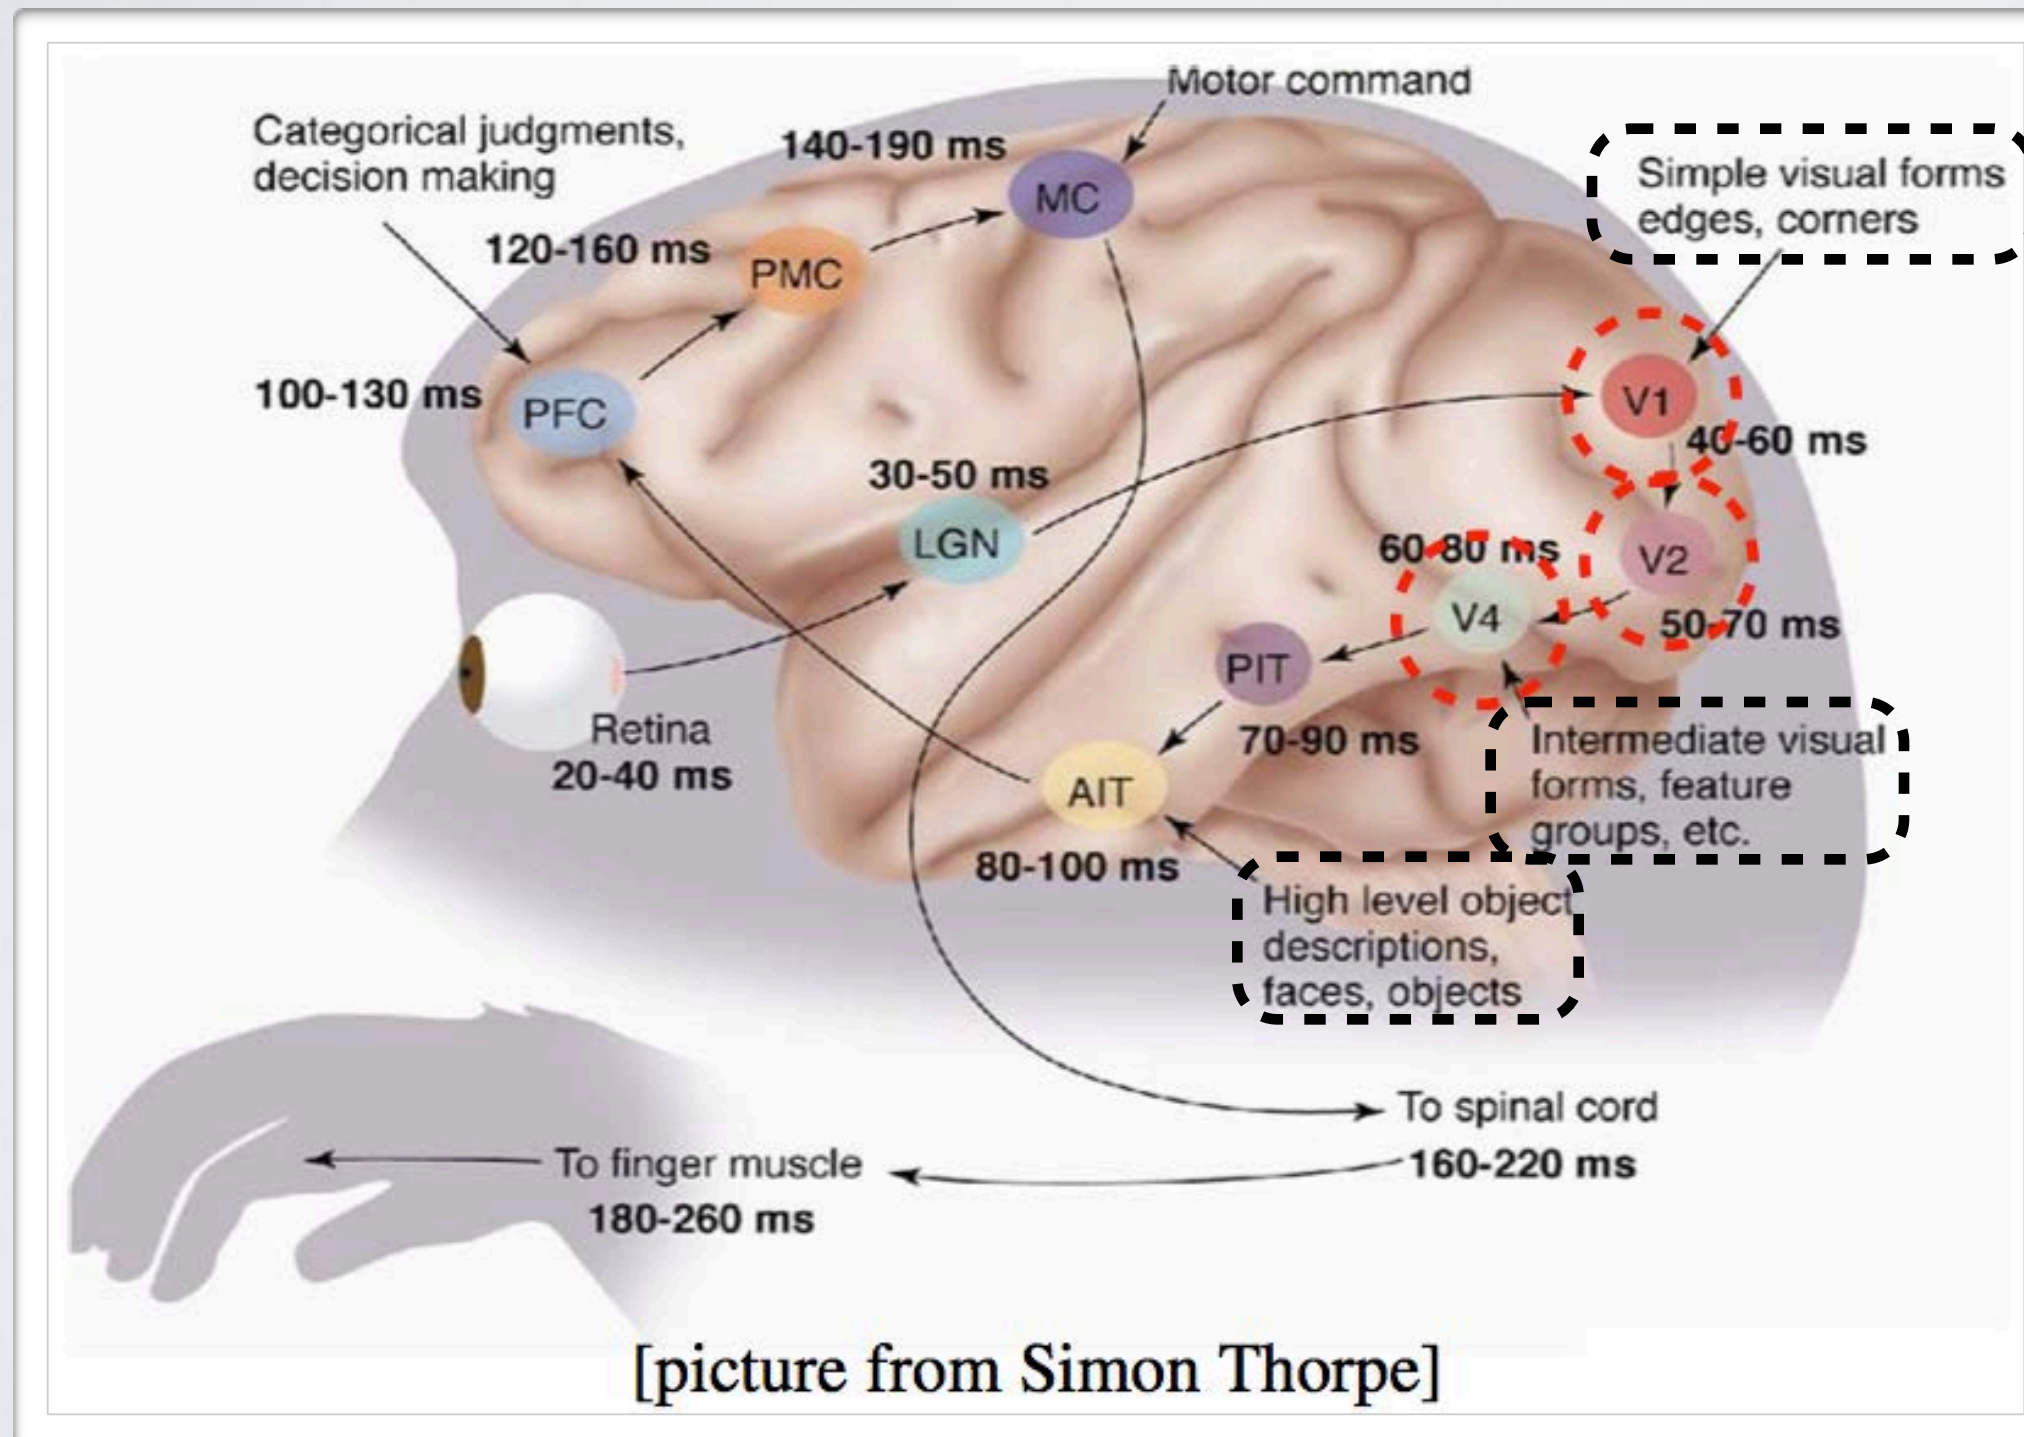 Motor command
Categorical judgments,
decision making
140-190 ms
MC
Simple visual forms
edges, corners
120-160 ms
PMC
100-130 ms
PFC
V1
40-60 ms
30-50 ms
LGN
60-80 ms
V2
V4
50-70 ms
PIT
Retina
20-40 ms
70-90 ms
Intermediate visual
forms, feature
groups, etc.
AIT
80-100 ms
High level object
descriptions,
faces, objects
To spinal cord
160-220 ms
To finger muscle
180-260 ms
[picture from Simon Thorpe]